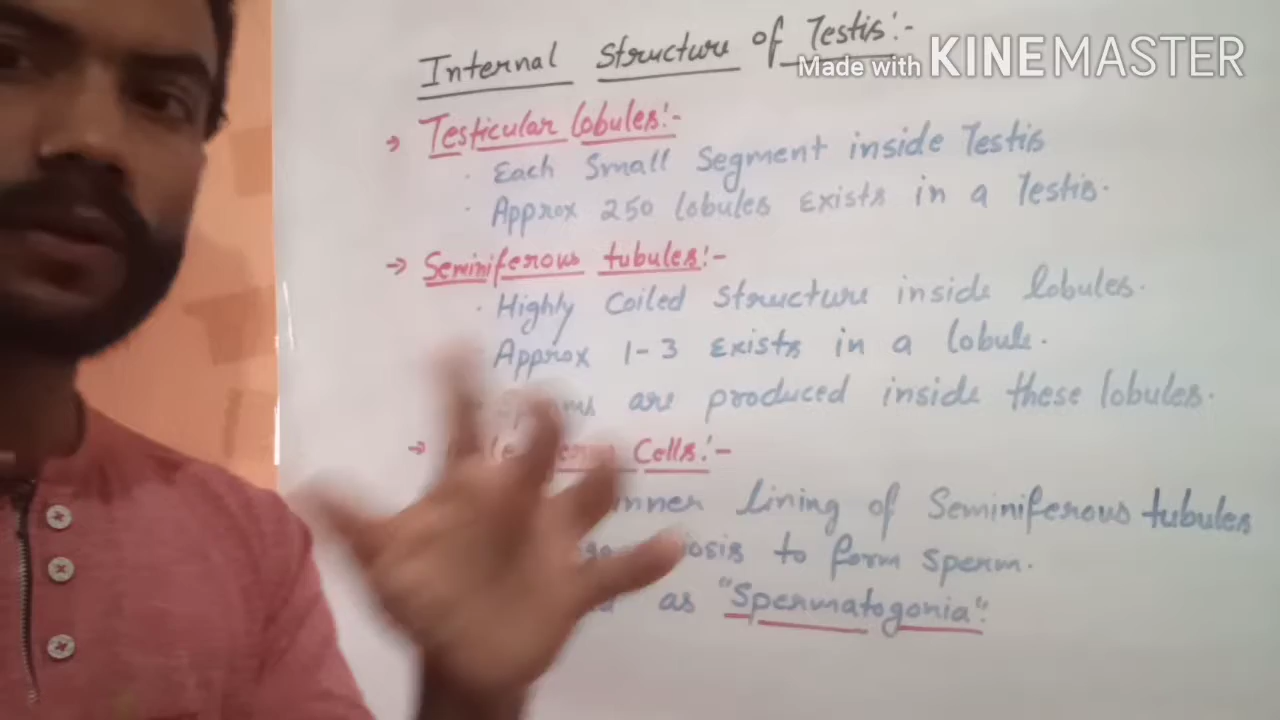 Internal Structure of Testis:-
Made with KINEMASTER
→ Testicular lobules:-
· Each Small Segment inside Testis
· Approx 250 lobules Exists in a Testis.
→ Seminiferous tubules:-
· Highly Coiled Structure inside lobules.
Approx 1-3 Exists in a lobule.
are produced inside these lobules.
→ Cells:-
inner lining of Seminiferous tubules
to form sperm.
as "Spermatogonia".